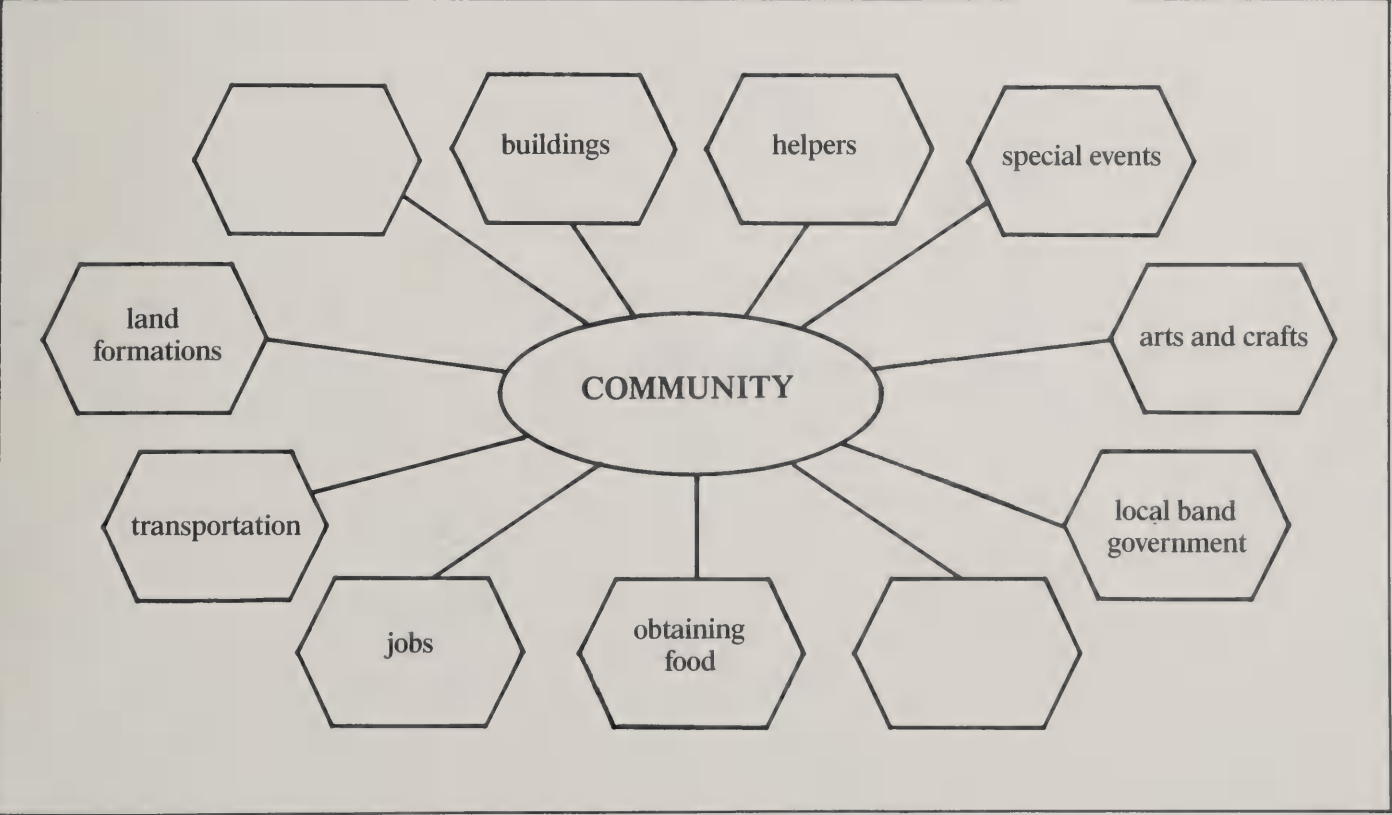 buildings
helpers
special events
land
formations
arts and crafts
COMMUNITY
transportation
local band
government
jobs
obtaining
food